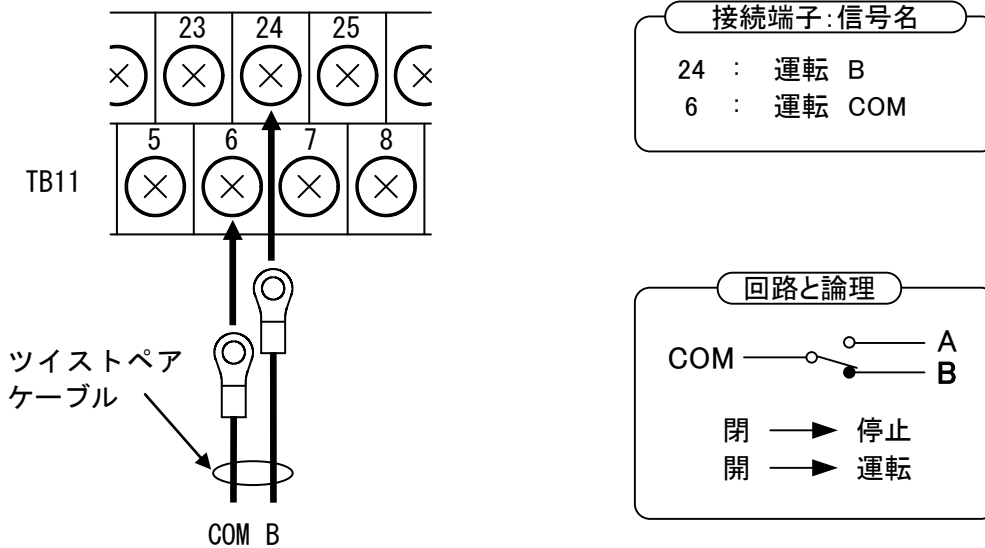 23 24 25
5 6 7 8
TB11
ツイストペア
ケーブル
COM B
接続端子:信号名
24 : 運転 B
6 : 運転 COM
回路と論理
COM
A
B
閉 → 停止
開 → 運転